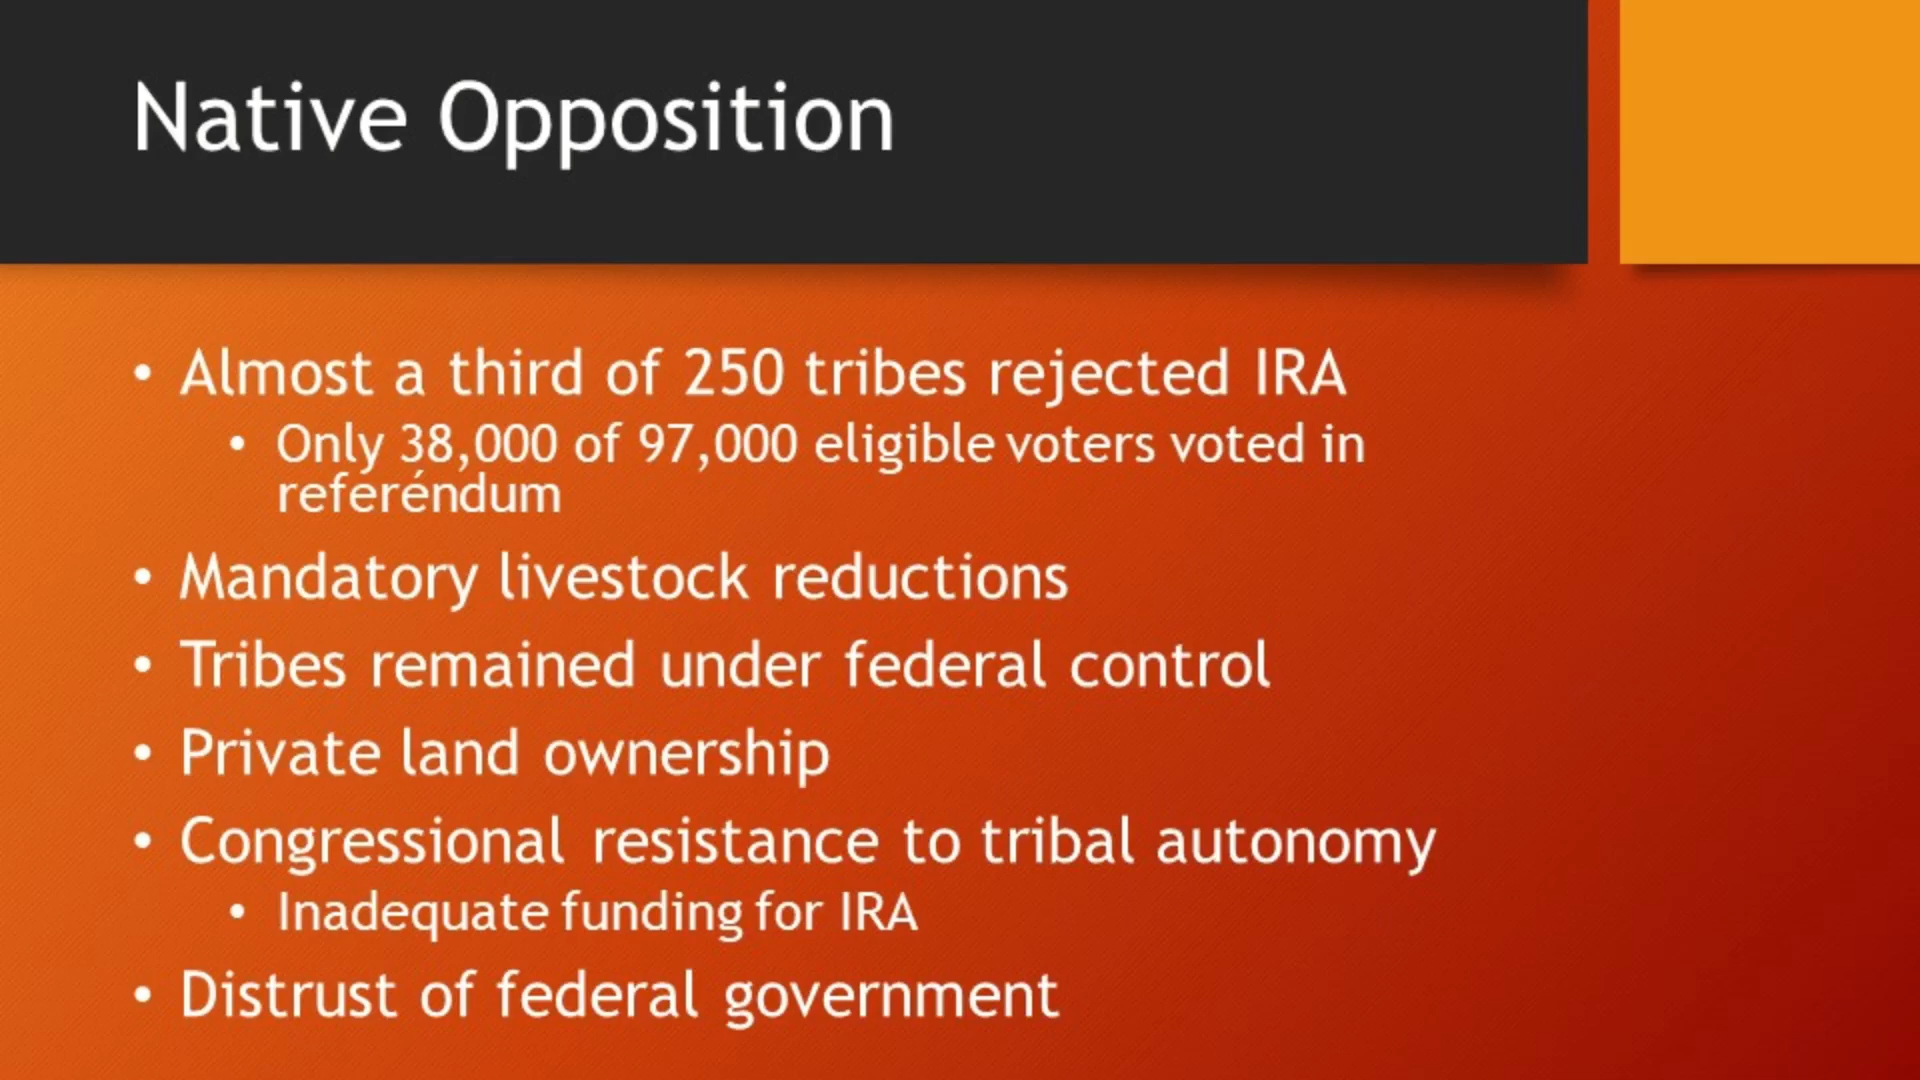 Native Opposition
• Almost a third of 250 tribes rejected IRA
• Only 38,000 of 97,000 eligible voters voted in
referéndum
• Mandatory livestock reductions
• Tribes remained under federal control
• Private land ownership
• Congressional resistance to tribal autonomy
• Inadequate funding for IRA
• Distrust of federal government